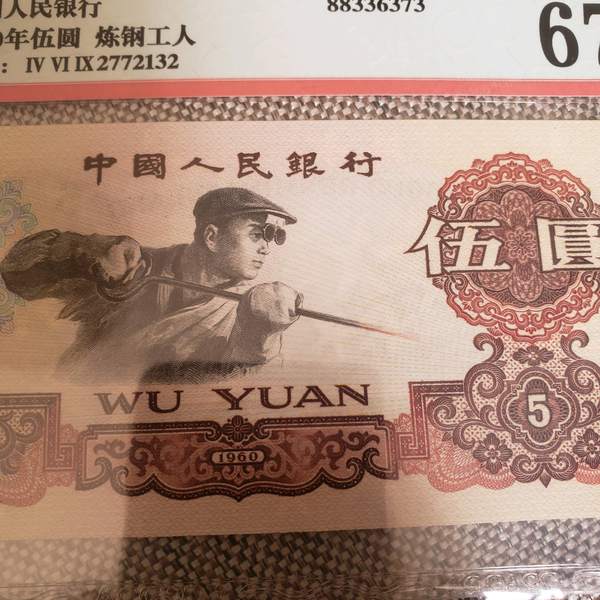 人民银行
88336373
年伍圓 炼钢工人
67
: IV VI IX 2772132
中國人民銀行
伍圓
WU YUAN
5
1960